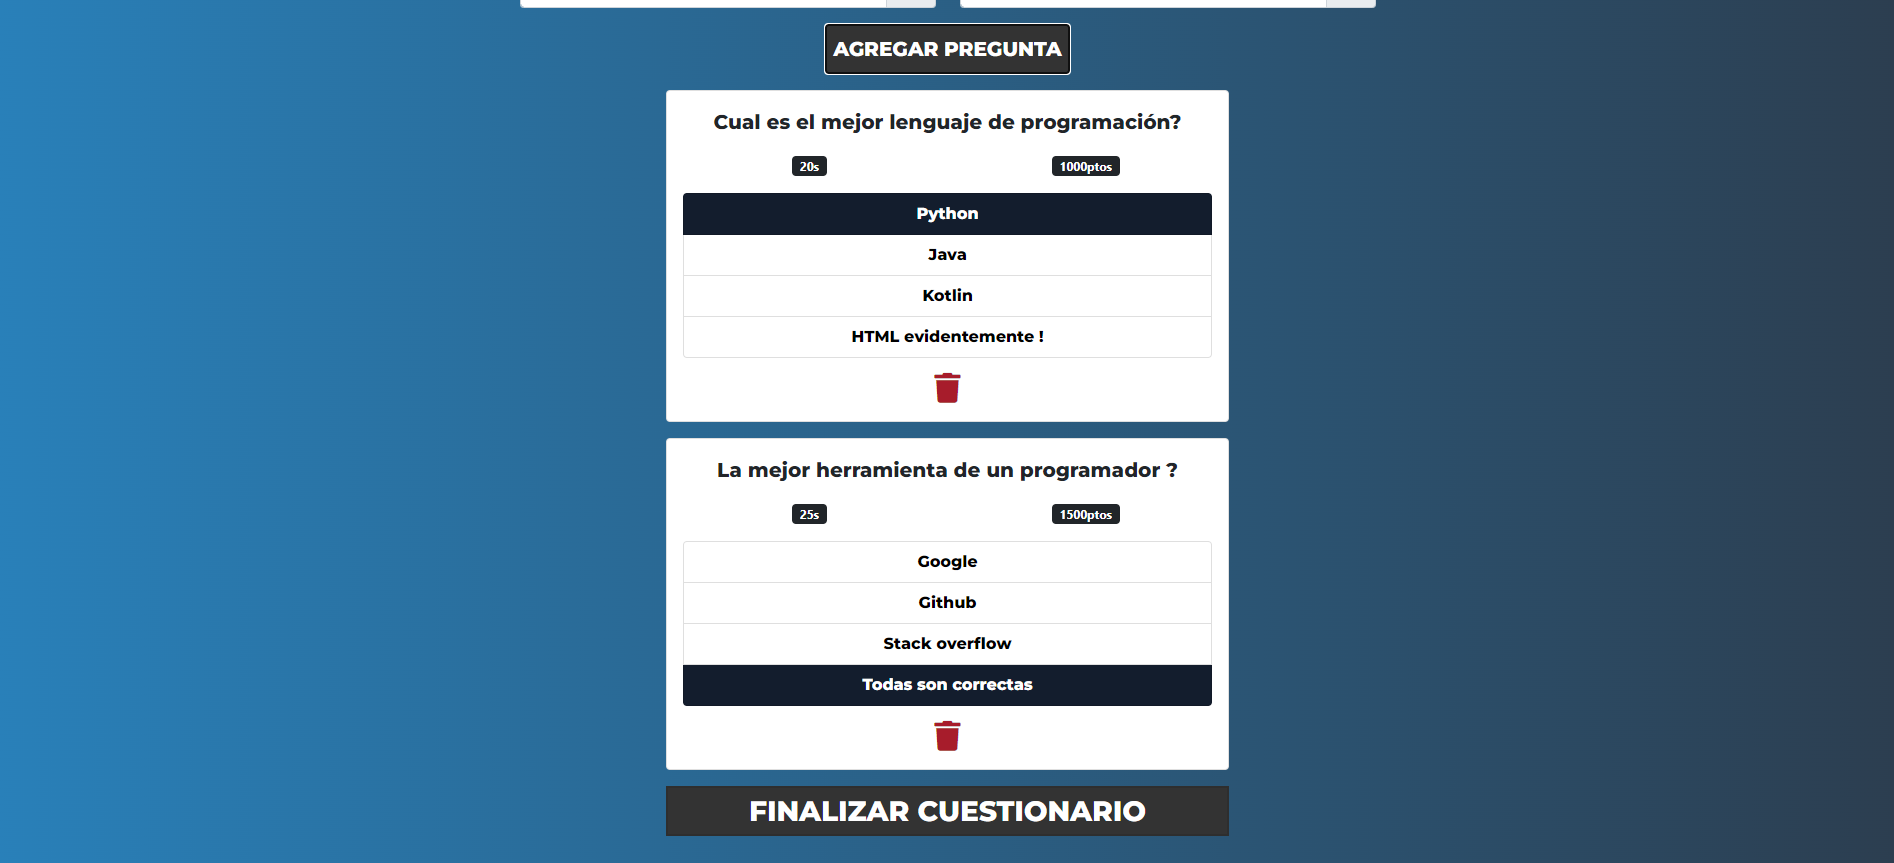 AGREGAR PREGUNTA
Cual es el mejor lenguaje de programación?
20s 1000ptos
Python
Java
Kotlin
HTML evidentemente !
La mejor herramienta de un programador ?
25s 1500ptos
Google
Github
Stack overflow
Todas son correctas
FINALIZAR CUESTIONARIO